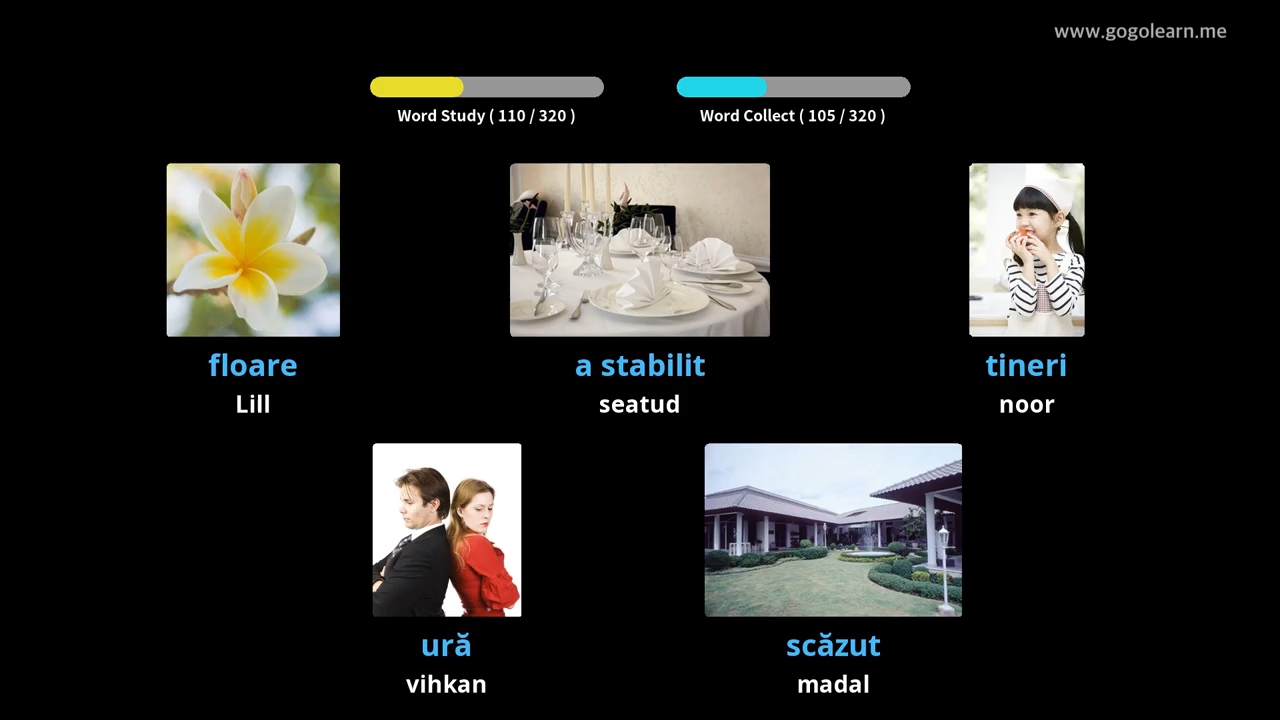 www.gogolearn.me
Word Study ( 110 / 320 )
Word Collect ( 105 / 320 )
floare
a stabilit
tineri
Lill
seatud
noor
ură
scăzut
vihkan
madal